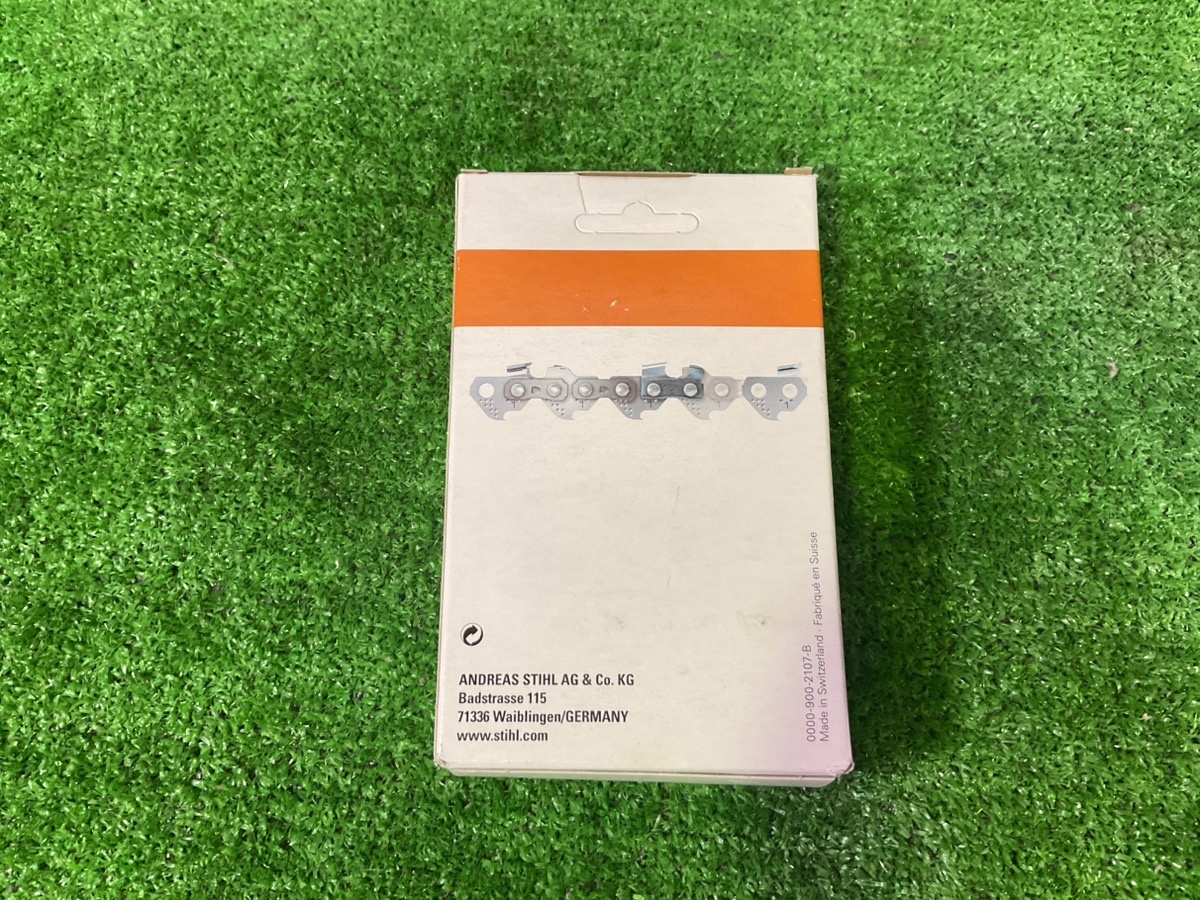 ANDREAS STIHL AG & Co. KG
Badstrasse 115
71336 Waiblingen/GERMANY
www.stihl.com
0000-900-2107-B
Made in Switzerland · Fabriqué en Suisse